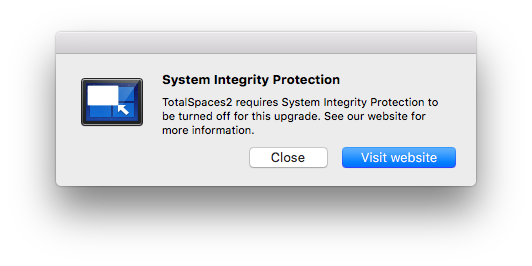 System Integrity Protection
TotalSpaces2 requires System Integrity Protection to
be turned off for this upgrade. See our website for
more information.
Close
Visit website